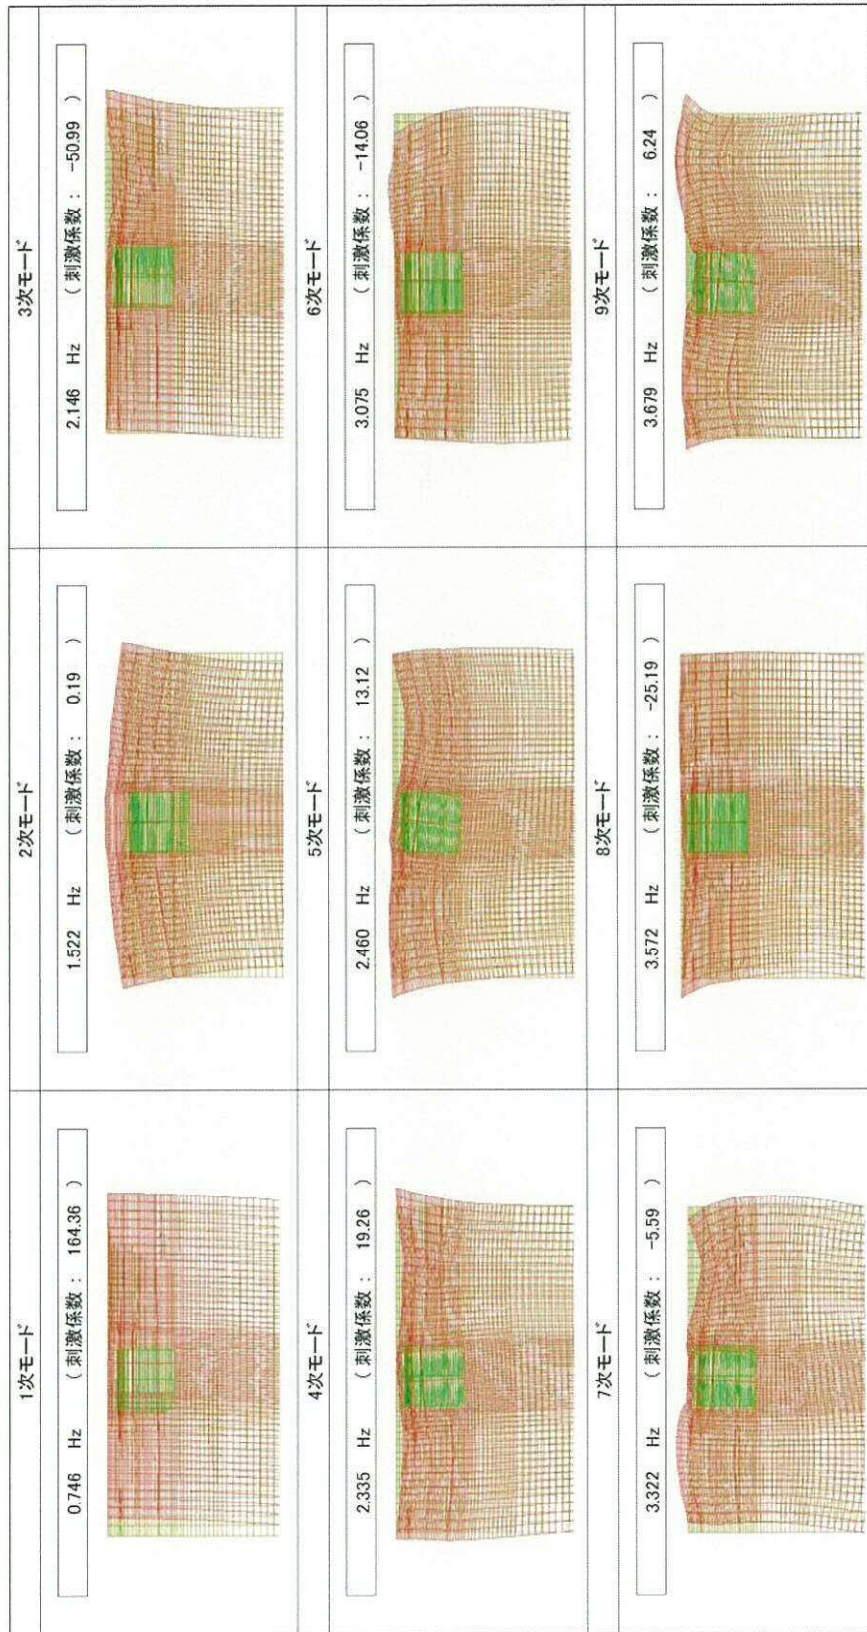 1次モード
0.746 Hz （ 刺激係数 : 164.36 ）
2次モード
1.522 Hz （ 刺激係数 : 0.19 ）
3次モード
2.146 Hz （ 刺激係数 : -50.99 ）
4次モード
2.335 Hz （ 刺激係数 : 19.26 ）
5次モード
2.460 Hz （ 刺激係数 : 13.12 ）
6次モード
3.075 Hz （ 刺激係数 : -14.06 ）
7次モード
3.322 Hz （ 刺激係数 : -5.59 ）
8次モード
3.572 Hz （ 刺激係数 : -25.19 ）
9次モード
3.679 Hz （ 刺激係数 : 6.24 ）